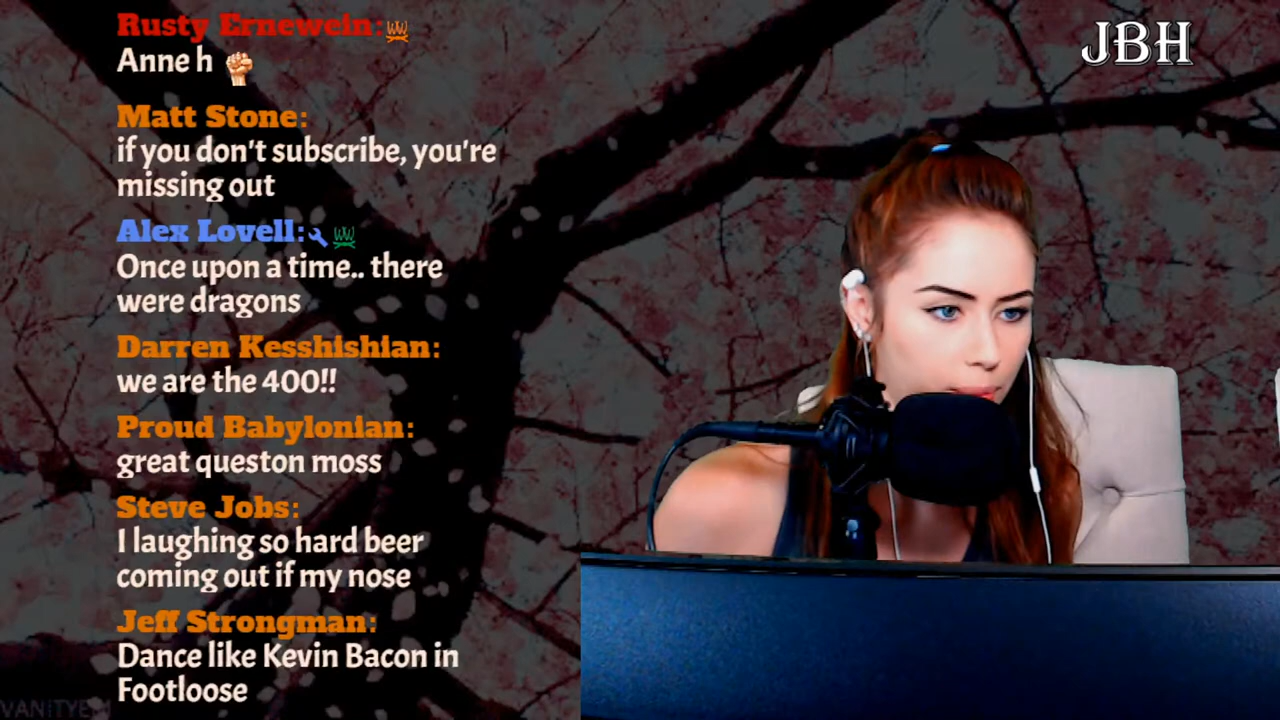 Rusty Ernewein:
Anne h
Matt Stone:
if you don't subscribe, you're
missing out
Alex Lovell:
Once upon a time.. there
were dragons
Darren Kesshishian:
we are the 400!!
Proud Babylonian:
great queston moss
Steve Jobs:
I laughing so hard beer
coming out if my nose
Jeff Strongman:
Dance like Kevin Bacon in
Footloose
JBH